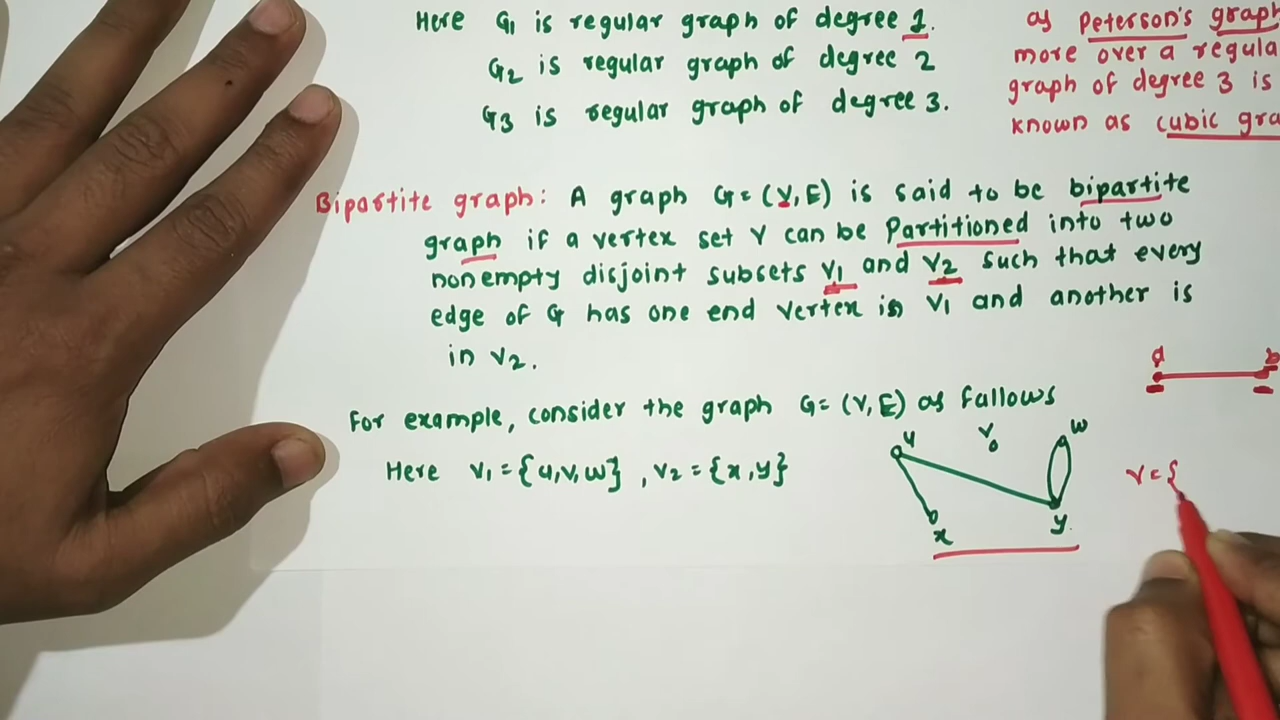 Here G1 is regular graph of degree 1.
G2 is regular graph of degree 2
G3 is regular graph of degree 3.
as Peterson's graph
more over a regula
graph of degree 3 is
known as cubic gra
Bipartite graph: A graph G = (V, E) is said to be bipartite
graph if a vertex set V can be Partitioned into two
nonempty disjoint subsets V1 and V2 such that every
edge of G has one end vertex is V1 and another is
in V2.
a b
For example, consider the graph G = (V, E) as fallows
Here V1 = {u, v, w} , V2 = {x, y}
u v w
x y
V = {